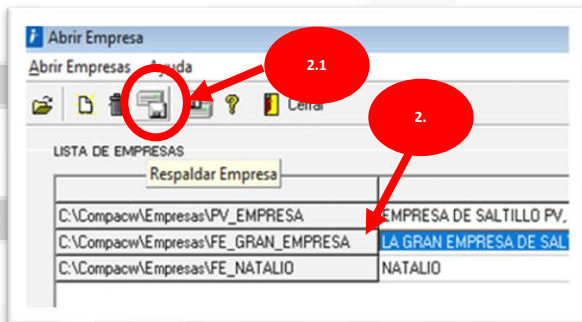 Abrir Empresa
Abrir Empresas Ayuda
2.1
Cerrar
2.
LISTA DE EMPRESAS
Respaldar Empresa
C:\Compacw\Empresas\PV_EMPRESA EMPRESA DE SALTILLO PV,
C:\Compacw\Empresas\FE_GRAN_EMPRESA LA GRAN EMPRESA DE SAL
C:\Compacw\Empresas\FE_NATALIO NATALIO